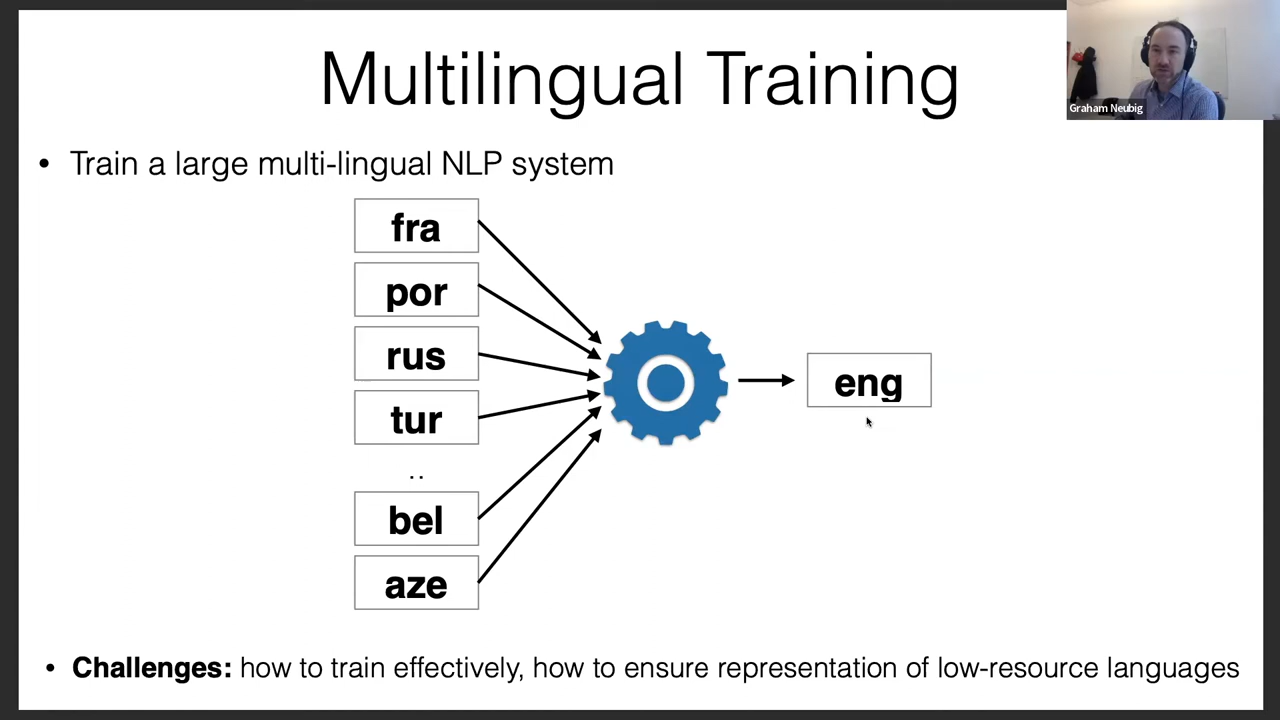 Multilingual Training
Graham Neubig
• Train a large multi-lingual NLP system
fra
por
rus
tur
..
bel
aze
eng
• Challenges: how to train effectively, how to ensure representation of low-resource languages